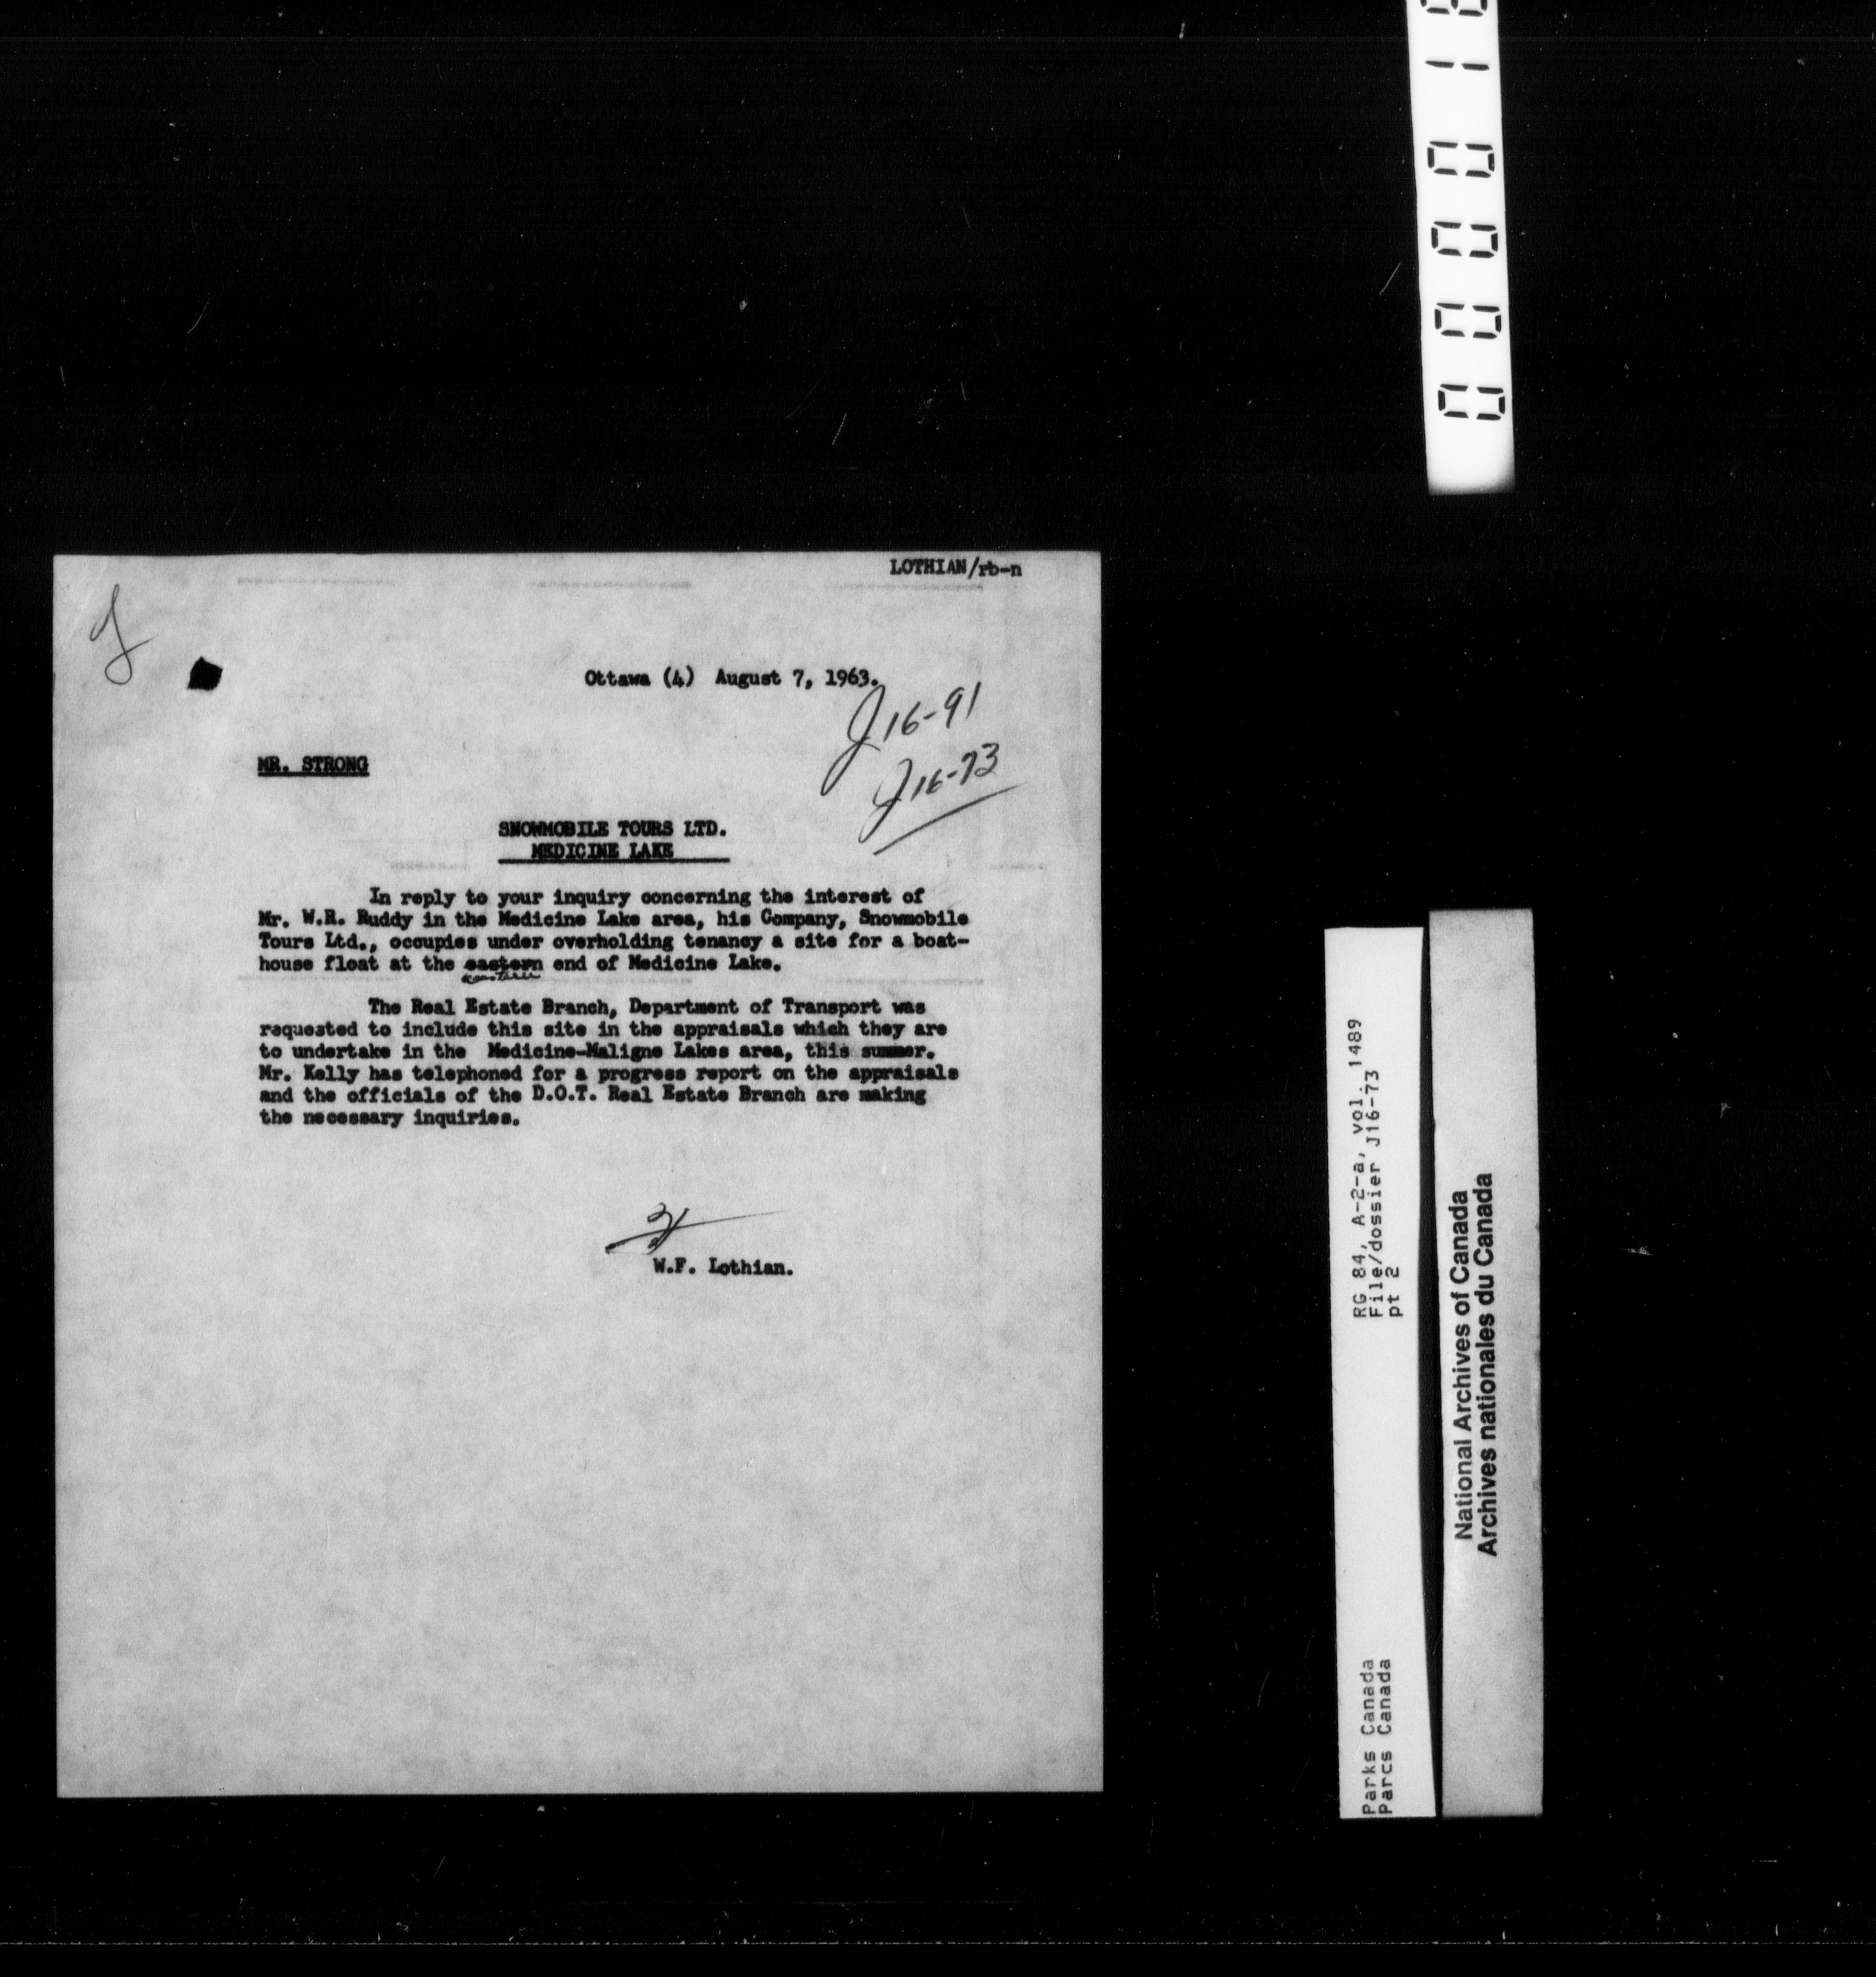 LOTHIAN/rb-n
J
Ottawa (4) August 7, 1963.
J16-91
J16-73
MR. STRONG
SNOWMOBILE TOURS LTD.
MEDICINE LAKE
In reply to your inquiry concerning the interest of
Mr. W.R. Ruddy in the Medicine Lake area, his Company, Snowmobile
Tours Ltd., occupies under overholding tenancy a site for a boat-
house float at the eastern end of Medicine Lake.
The Real Estate Branch, Department of Transport was
requested to include this site in the appraisals which they are
to undertake in the Medicine-Maligne Lakes area, this summer.
Mr. Kelly has telephoned for a progress report on the appraisals
and the officials of the D.O.T. Real Estate Branch are making
the necessary inquiries.
W.F. Lothian.
RG 84, A-2-a, vol. 1489
File/dossier J16-73
pt 2
Parks Canada
Parcs Canada
National Archives of Canada
Archives nationales du Canada